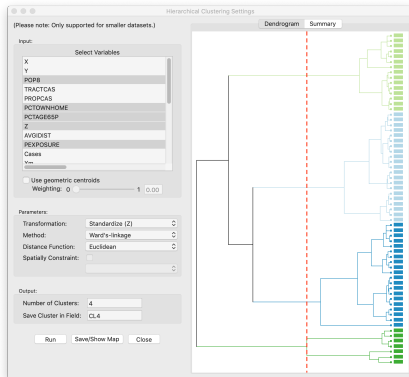 Hierarchical Clustering Settings
(Please note: Only supported for smaller datasets.)
Dendrogram Summary
Input:
Select Variables
X
Y
POP8
TRACTCAS
PROPCAS
PCTOWNHOME
PCTAGE65P
Z
AVGIDIST
PEXPOSURE
Cases
Xm
Use geometric centroids
Weighting: 0 1 0.00
Parameters:
Transformation: Standardize (Z)
Method: Ward's-linkage
Distance Function: Euclidean
Spatially Constraint:
Output:
Number of Clusters: 4
Save Cluster in Field: CL4
Run Save/Show Map Close